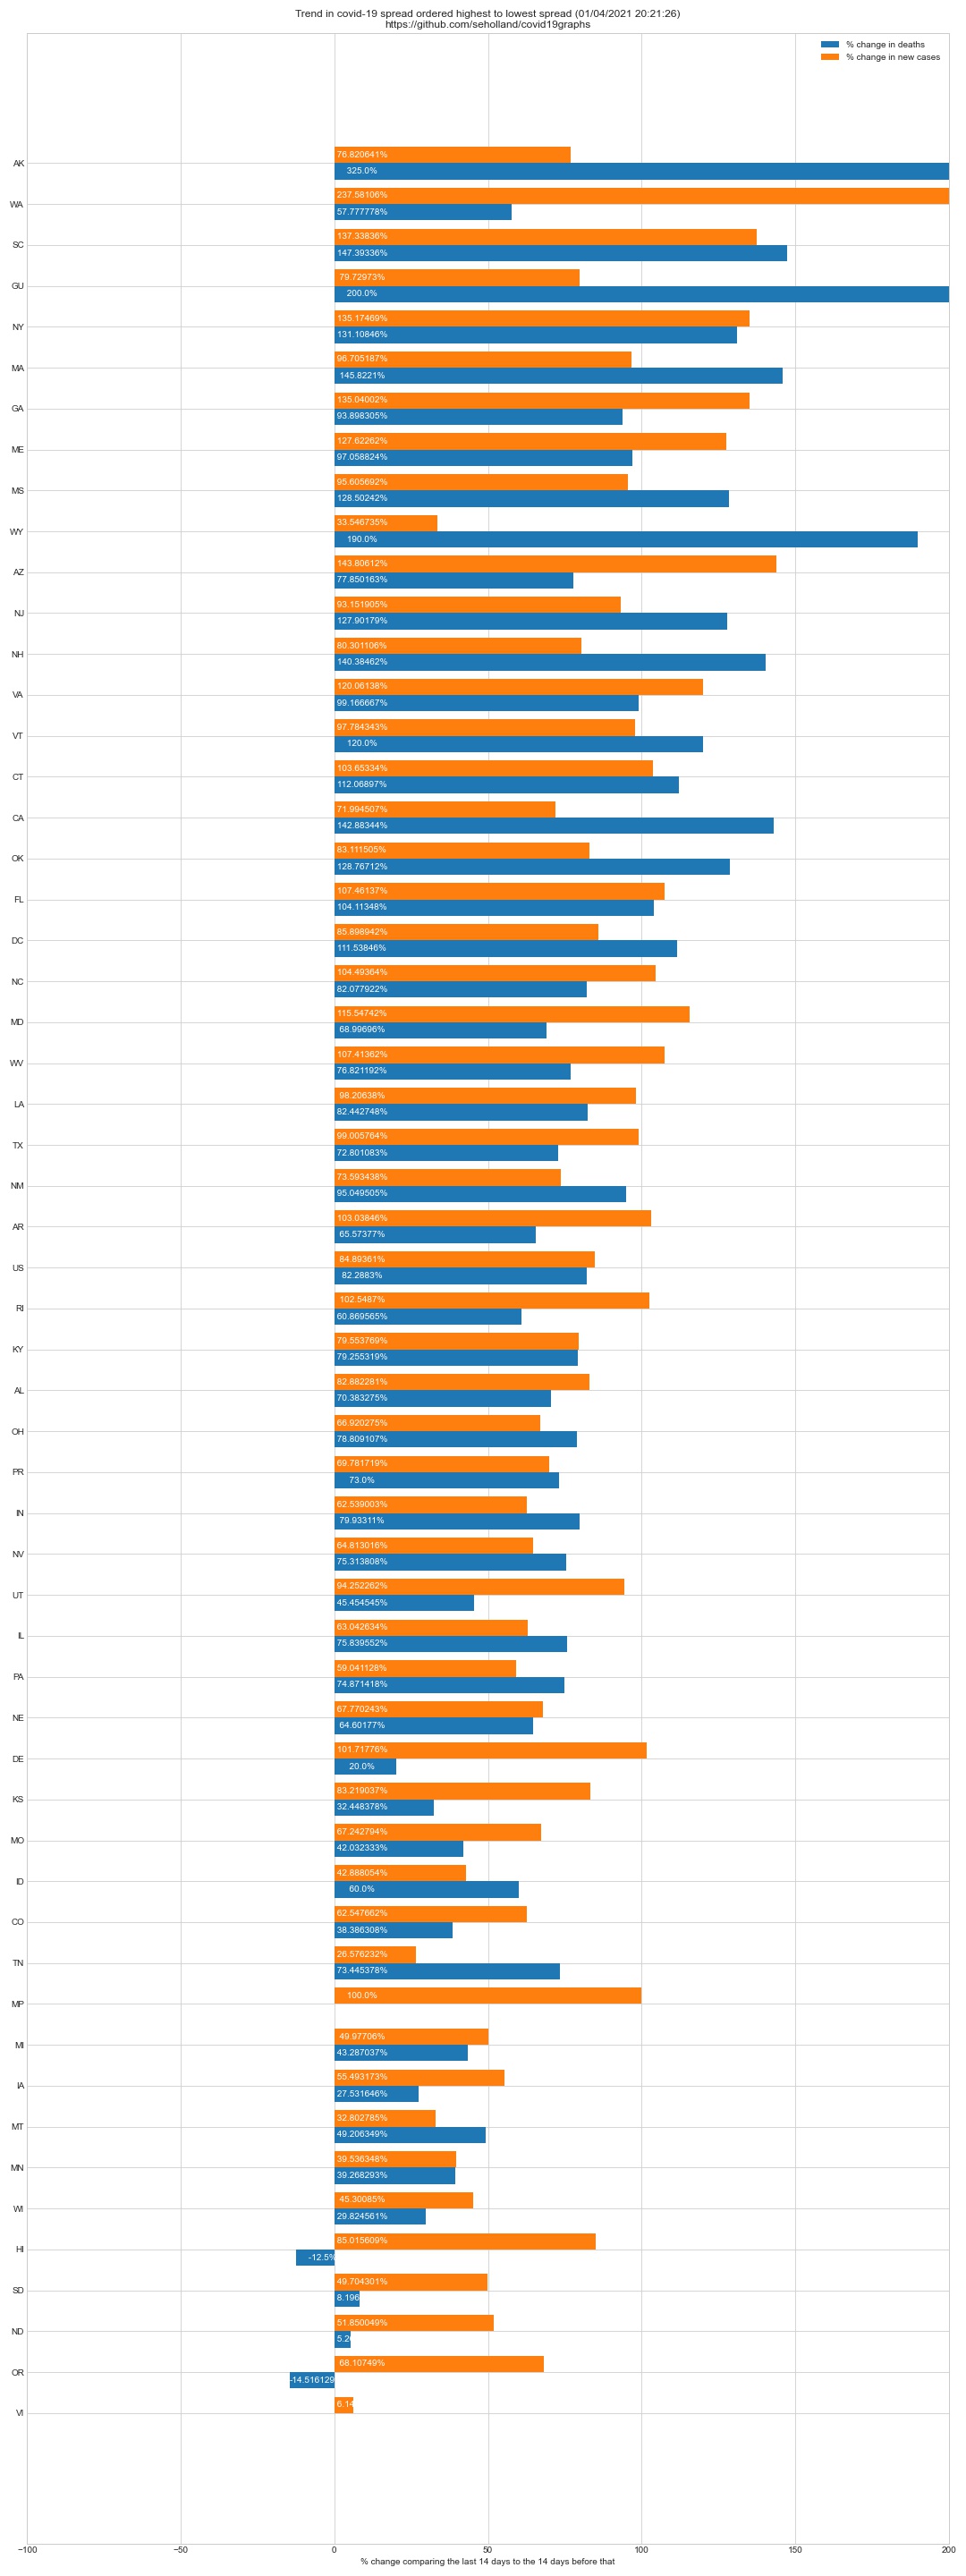 Trend in covid-19 spread ordered highest to lowest spread (01/04/2021 20:21:26)
https://github.com/seholland/covid19graphs
% change in deaths
% change in new cases
76.820641%
AK
325.0%
237.58106%
WA
57.777778%
137.33836%
SC
147.39336%
79.72973%
GU
200.0%
135.17469%
NY
131.10846%
96.705187%
MA
145.8221%
135.04002%
GA
93.898305%
127.62262%
ME
97.058824%
95.605692%
MS
128.50242%
33.546735%
WY
190.0%
143.80612%
AZ
77.850163%
93.151905%
NJ
127.90179%
80.301106%
NH
140.38462%
120.06138%
VA
99.166667%
97.784343%
VT
120.0%
103.65334%
CT
112.06897%
71.994507%
CA
142.88344%
83.111505%
OK
128.76712%
107.46137%
FL
104.11348%
85.898942%
DC
111.53846%
104.49364%
NC
82.077922%
115.54742%
MD
68.99696%
107.41362%
WV
76.821192%
98.20638%
LA
82.442748%
99.005764%
TX
72.801083%
73.593438%
NM
95.049505%
103.03846%
AR
65.57377%
84.89361%
US
82.2883%
102.5487%
RI
60.869565%
79.553769%
KY
79.255319%
82.882281%
AL
70.383275%
66.920275%
OH
78.809107%
69.781719%
PR
73.0%
62.539003%
IN
79.93311%
64.813016%
NV
75.313808%
94.252262%
UT
45.454545%
63.042634%
IL
75.839552%
59.041128%
PA
74.871418%
67.770243%
NE
64.60177%
101.71776%
DE
20.0%
83.219037%
KS
32.448378%
67.242794%
MO
42.032333%
42.888054%
ID
60.0%
62.547662%
CO
38.386308%
26.576232%
TN
73.445378%
100.0%
MP
49.97706%
MI
43.287037%
55.493173%
IA
27.531646%
32.802785%
MT
49.206349%
39.536348%
MN
39.268293%
45.30085%
WI
29.824561%
85.015609%
HI
-12.5%
49.704301%
SD
8.196
51.850049%
ND
5.2
68.10749%
OR
-14.516129
6.14
VI
−100 −50 0 50 100 150 200
% change comparing the last 14 days to the 14 days before that